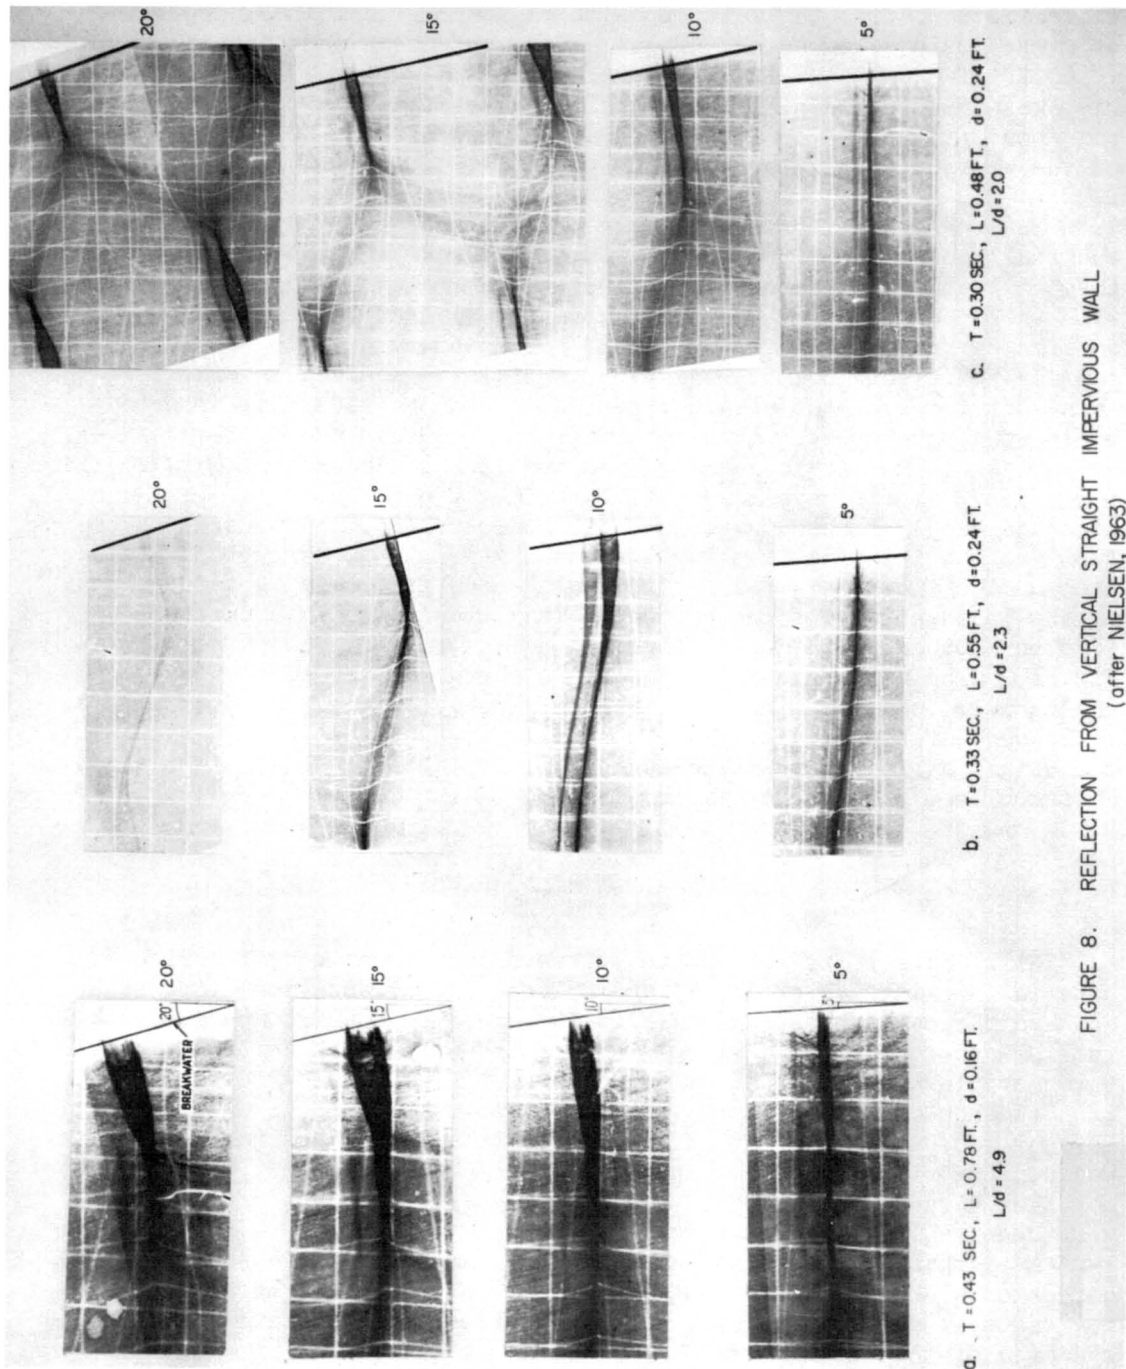 20°
20°
BREAKWATER
15°
15°
10°
10°
5°
5°
a. T=0.43 SEC, L=0.78 FT., d=0.16 FT.
L/d=4.9
20°
15°
10°
5°
b. T=0.33 SEC, L=0.55 FT., d=0.24 FT.
L/d=2.3
20°
15°
10°
5°
c. T=0.30 SEC, L=0.48 FT., d=0.24 FT.
L/d=2.0
FIGURE 8. REFLECTION FROM VERTICAL STRAIGHT IMPERVIOUS WALL
(after NIELSEN, 1963)